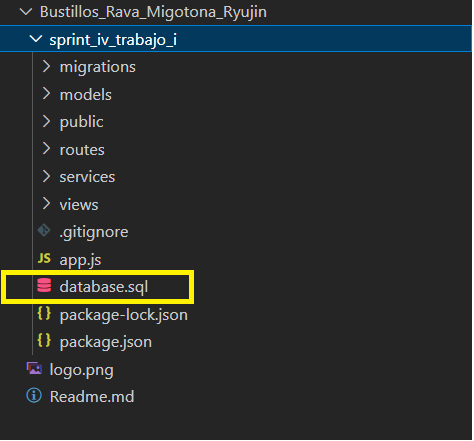 Bustillos_Rava_Migotona_Ryujin
sprint_iv_trabajo_i
migrations
models
public
routes
services
views
.gitignore
JS app.js
database.sql
{} package-lock.json
{} package.json
logo.png
Readme.md